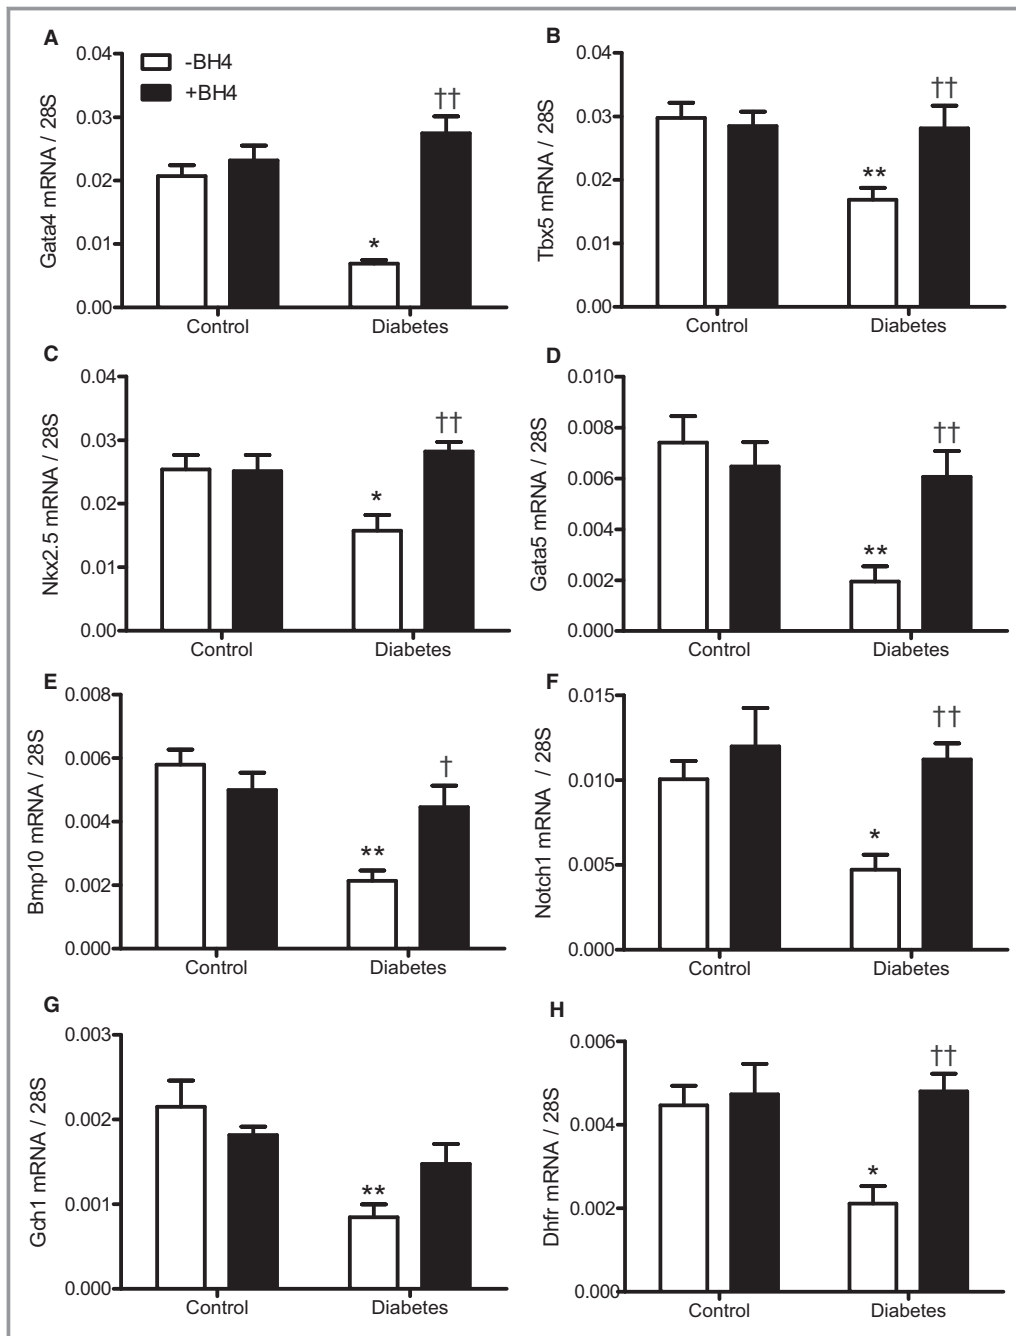 A
Gata4 mRNA / 28S
0.04
0.03
0.02
0.01
0.00
-BH4
+BH4
*
††
Control
Diabetes
B
Tbx5 mRNA / 28S
0.04
0.03
0.02
0.01
0.00
**
††
Control
Diabetes
C
Nkx2.5 mRNA / 28S
0.04
0.03
0.02
0.01
0.00
*
††
Control
Diabetes
D
Gata5 mRNA / 28S
0.010
0.008
0.006
0.004
0.002
0.000
**
††
Control
Diabetes
E
Bmp10 mRNA / 28S
0.008
0.006
0.004
0.002
0.000
**
†
Control
Diabetes
F
Notch1 mRNA / 28S
0.015
0.010
0.005
0.000
*
††
Control
Diabetes
G
Gch1 mRNA / 28S
0.003
0.002
0.001
0.000
**
Control
Diabetes
H
Dhfr mRNA / 28S
0.006
0.004
0.002
0.000
*
††
Control
Diabetes